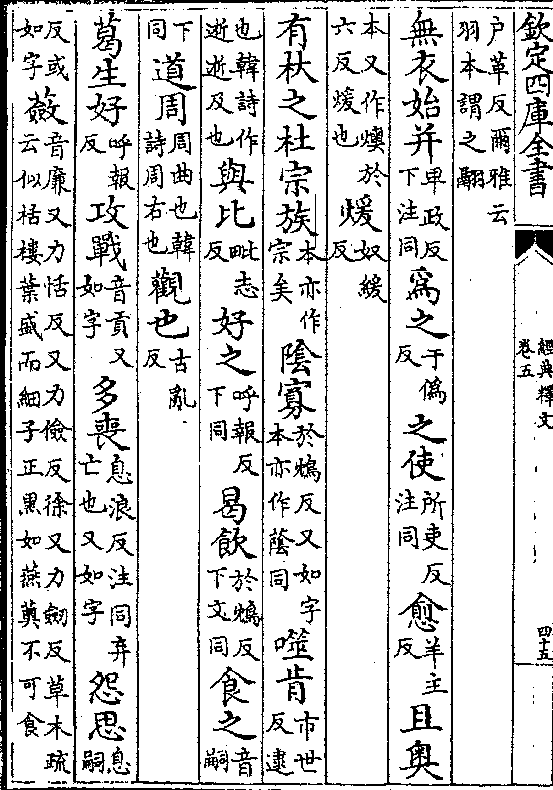 欽定四庫全書
經典釋文
卷五
四十五
户革反爾雅云羽本謂之翮
無衣始并卑政反下注同為之于偽反之使所吏反注同愈羊主反且奥
本又作燠於六反煖也煖奴緩反
有杕之杜宗族本亦作宗矣陰寡於鴆反又如字本亦作蔭同噬肯市世反逮
也韓詩作逝逝及也與比毗志反好之呼報反下同曷飲於鴆反下文同食之音嗣
下同道周周曲也韓詩周右也觀也古亂反
葛生好呼報反攻戰音貢又如字多喪息浪反注同弃亡也又如字怨思息嗣
反或如字蘞音廉又力恬反又力儉反徐又力劒反草木疏云似栝樓葉盛而細子正黑如燕薁不可食